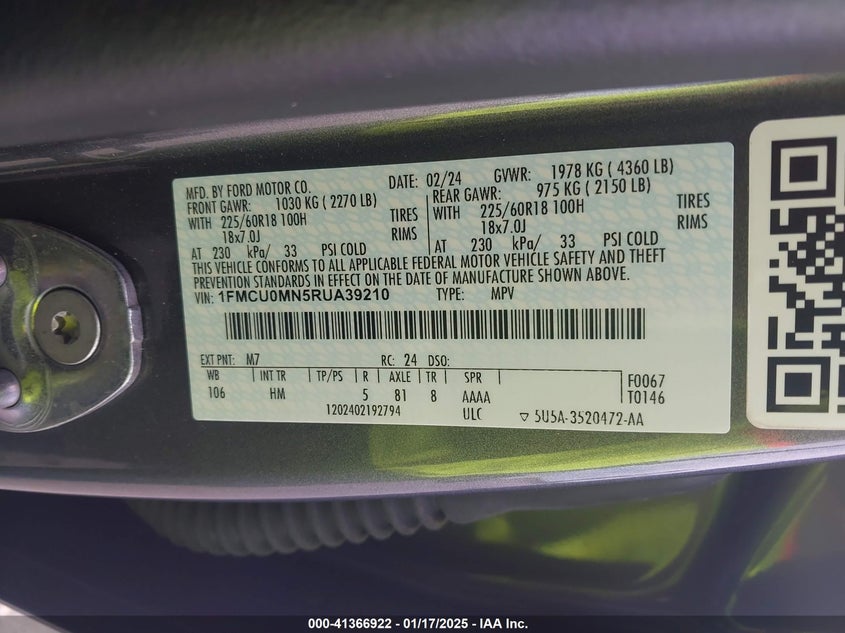 MFD. BY FORD MOTOR CO.
DATE: 02/24 GVWR: 1978 KG ( 4360 LB)
FRONT GAWR: 1030 KG ( 2270 LB) REAR GAWR: 975 KG ( 2150 LB)
WITH 225/60R18 100H TIRES WITH 225/60R18 100H TIRES
18x7.0J RIMS 18x7.0J RIMS
AT 230 kPa/ 33 PSI COLD AT 230 kPa/ 33 PSI COLD
THIS VEHICLE CONFORMS TO ALL APPLICABLE FEDERAL MOTOR VEHICLE SAFETY AND THEFT
PREVENTION STANDARDS IN EFFECT ON THE DATE OF MANUFACTURE SHOWN ABOVE.
VIN: 1FMCU0MN5RUA39210 TYPE: MPV
EXT PNT: M7 RC: 24 DSO:
WB INT TR TP/PS R AXLE TR SPR F0067
106 HM 5 81 8 AAAA T0146
1202402192794 ULC ▽ 5U5A-3520472-AA
000-41366922 - 01/17/2025 - IAA Inc.